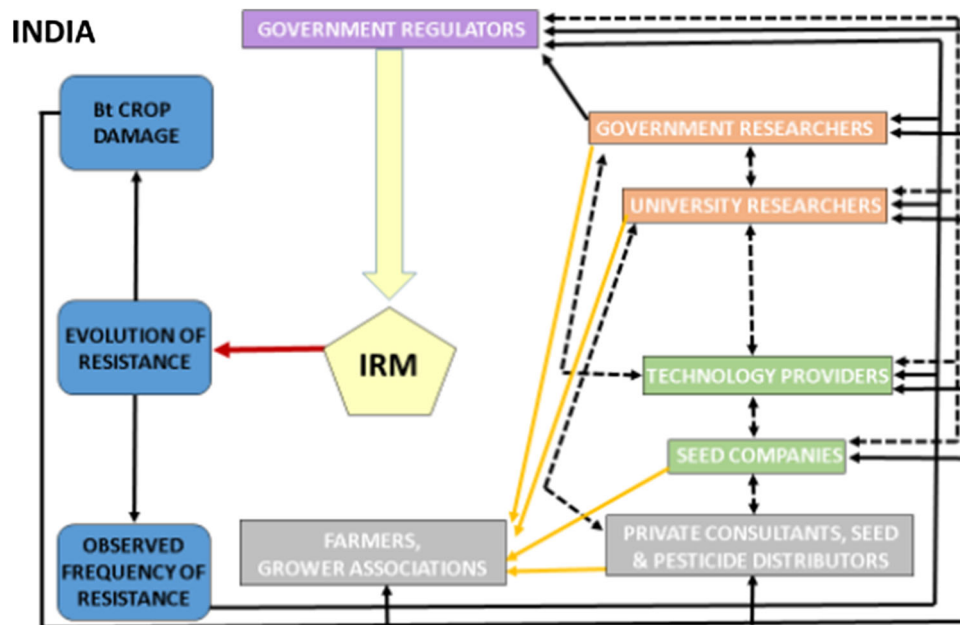 INDIA
GOVERNMENT REGULATORS
Bt CROP
DAMAGE
GOVERNMENT RESEARCHERS
UNIVERSITY RESEARCHERS
EVOLUTION OF
RESISTANCE
IRM
TECHNOLOGY PROVIDERS
SEED COMPANIES
OBSERVED
FREQUENCY OF
RESISTANCE
FARMERS,
GROWER ASSOCIATIONS
PRIVATE CONSULTANTS, SEED
& PESTICIDE DISTRIBUTORS